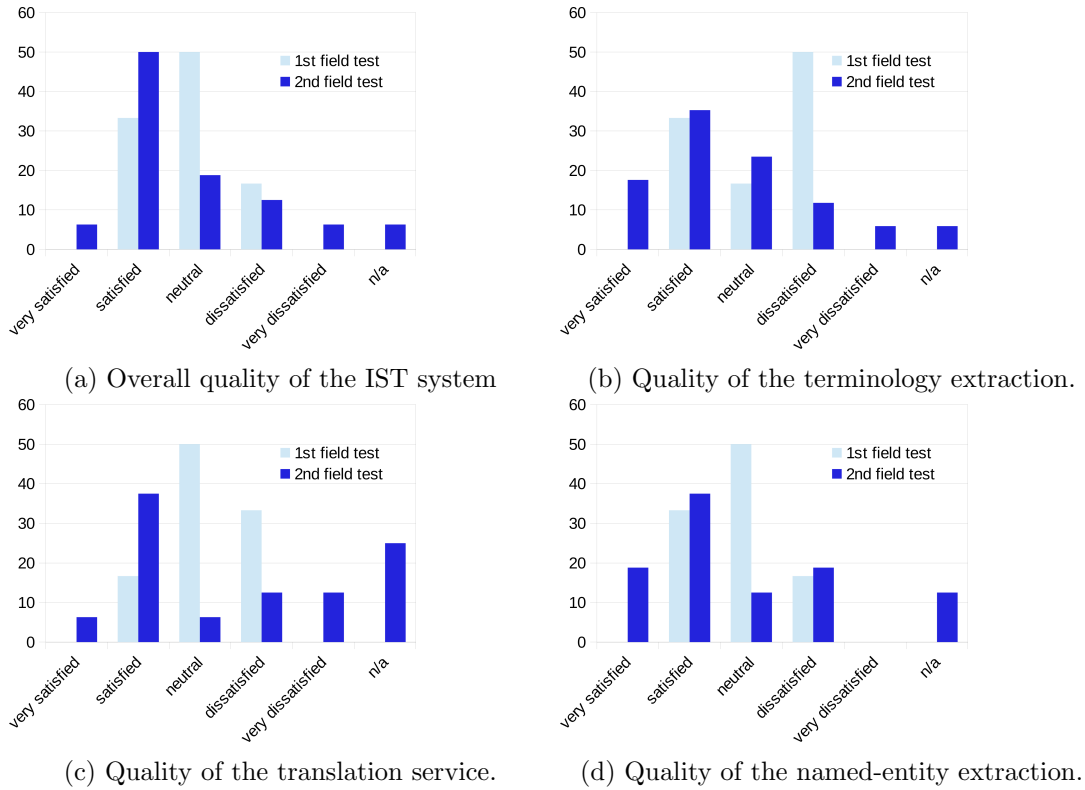 60
50
40
30
20
10
0
1st field test
2nd field test
very satisfied
satisfied
neutral
dissatisfied
very dissatisfied
n/a
(a) Overall quality of the IST system
60
50
40
30
20
10
0
1st field test
2nd field test
very satisfied
satisfied
neutral
dissatisfied
very dissatisfied
n/a
(b) Quality of the terminology extraction.
60
50
40
30
20
10
0
1st field test
2nd field test
very satisfied
satisfied
neutral
dissatisfied
very dissatisfied
n/a
(c) Quality of the translation service.
60
50
40
30
20
10
0
1st field test
2nd field test
very satisfied
satisfied
neutral
dissatisfied
very dissatisfied
n/a
(d) Quality of the named-entity extraction.